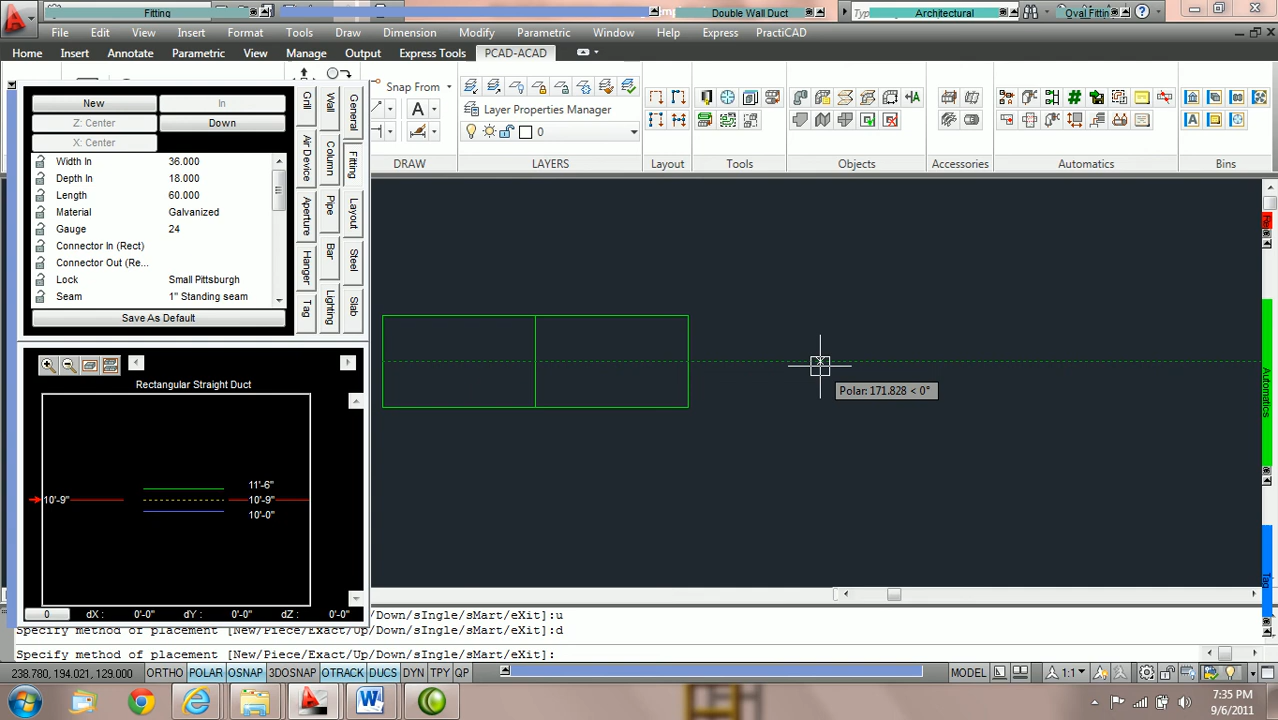 Fitting
Double Wall Duct
Architectural
Oval Fittin
File Edit View Insert Format Tools Draw Dimension Modify Parametric Window Help Express PractiCAD
Home Insert Annotate Parametric View Manage Output Express Tools PCAD-ACAD
New In
Z: Center Down
X: Center
Width In 36.000
Depth In 18.000
Length 60.000
Material Galvanized
Gauge 24
Connector In (Rect)
Connector Out (Re...
Lock Small Pittsburgh
Seam 1" Standing seam
Save As Default
Grill
Air Device
Aperture
Hanger
Tag
Wall
Column
Pipe
Bar
Lighting
General
Fitting
Layout
Steel
Slab
Snap From
A
Layer Properties Manager
0
DRAW LAYERS Layout Tools Objects Accessories Automatics Bins
Rectangular Straight Duct
11'-6"
10'-9" 10'-9"
10'-0"
0 dX: 0'-0" dY: 0'-0" dZ: 0'-0"
Polar: 171.828 < 0°
Automatics
Tag
/Exact/Up/Down/sIngle/sMart/eXit]:u
Specify method of placement [New/Piece/Exact/Up/Down/sIngle/sMart/eXit]:d
Specify method of placement [New/Piece/Exact/Up/Down/sIngle/sMart/eXit]:
238.780, 194.021, 129.000 ORTHO POLAR OSNAP 3DOSNAP OTRACK DUCS DYN TPY QP MODEL 1:1
7:35 PM
9/6/2011